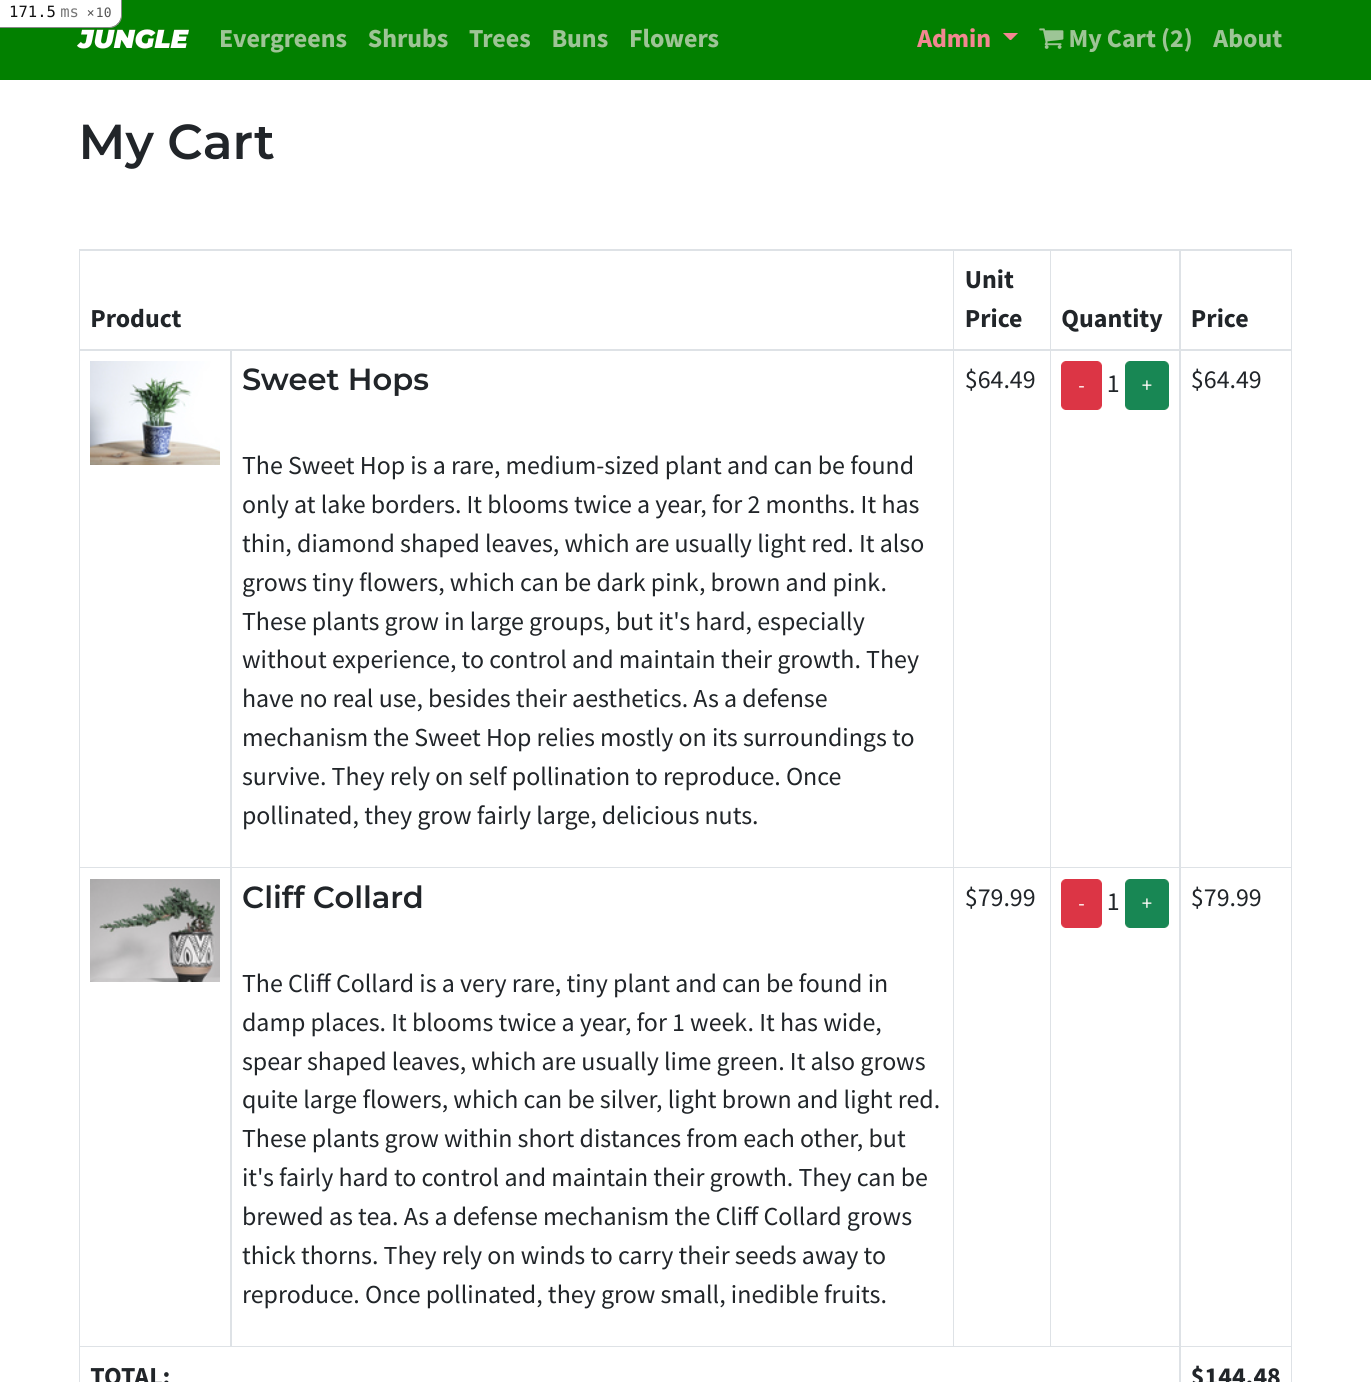 171.5 ms ×10
JUNGLE Evergreens Shrubs Trees Buns Flowers Admin My Cart (2) About
My Cart
Product Unit Price Quantity Price
Sweet Hops $64.49 - 1 + $64.49
The Sweet Hop is a rare, medium-sized plant and can be found
only at lake borders. It blooms twice a year, for 2 months. It has
thin, diamond shaped leaves, which are usually light red. It also
grows tiny flowers, which can be dark pink, brown and pink.
These plants grow in large groups, but it's hard, especially
without experience, to control and maintain their growth. They
have no real use, besides their aesthetics. As a defense
mechanism the Sweet Hop relies mostly on its surroundings to
survive. They rely on self pollination to reproduce. Once
pollinated, they grow fairly large, delicious nuts.
Cliff Collard $79.99 - 1 + $79.99
The Cliff Collard is a very rare, tiny plant and can be found in
damp places. It blooms twice a year, for 1 week. It has wide,
spear shaped leaves, which are usually lime green. It also grows
quite large flowers, which can be silver, light brown and light red.
These plants grow within short distances from each other, but
it's fairly hard to control and maintain their growth. They can be
brewed as tea. As a defense mechanism the Cliff Collard grows
thick thorns. They rely on winds to carry their seeds away to
reproduce. Once pollinated, they grow small, inedible fruits.
TOTAL: $144.48